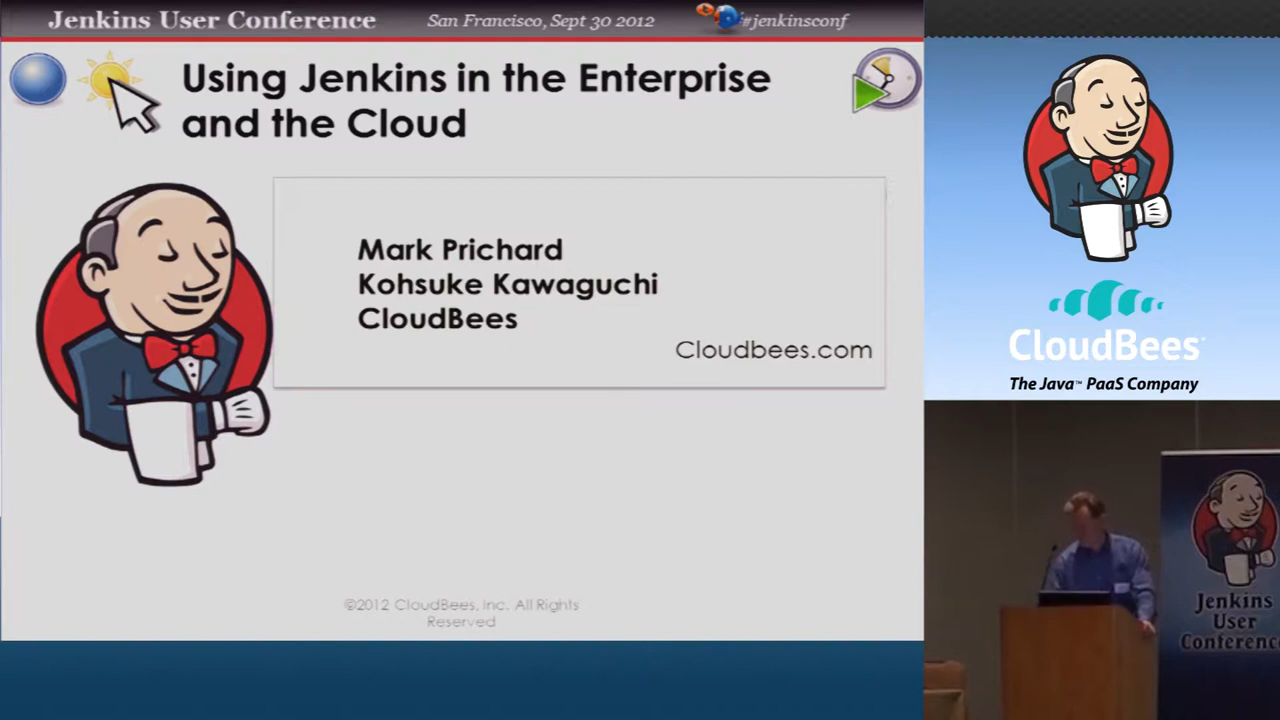 Jenkins User Conference
San Francisco, Sept 30 2012
#jenkinsconf
Using Jenkins in the Enterprise
and the Cloud
Mark Prichard
Kohsuke Kawaguchi
CloudBees
Cloudbees.com
©2012 CloudBees, Inc. All Rights
Reserved
CloudBees
The Java™ PaaS Company
Jenkins
User
Conference